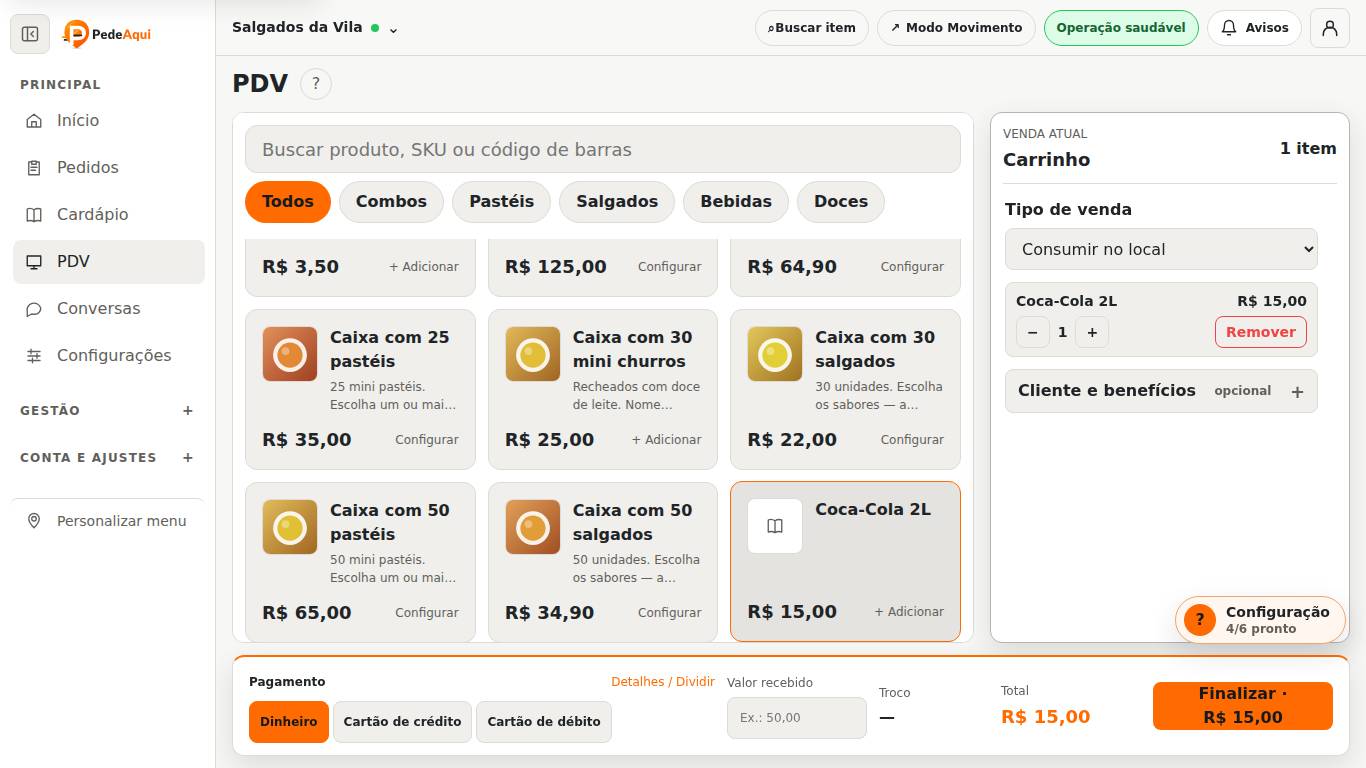 PedeAqui
Salgados da Vila
Buscar item
Modo Movimento
Operação saudável
Avisos
PRINCIPAL
Início
Pedidos
Cardápio
PDV
Conversas
Configurações
GESTÃO +
CONTA E AJUSTES +
Personalizar menu
PDV ?
Buscar produto, SKU ou código de barras
Todos
Combos
Pastéis
Salgados
Bebidas
Doces
R$ 3,50 + Adicionar
R$ 125,00 Configurar
R$ 64,90 Configurar
Caixa com 25
pastéis
25 mini pastéis.
Escolha um ou mai…
R$ 35,00 Configurar
Caixa com 30
mini churros
Recheados com doce
de leite. Nome…
R$ 25,00 + Adicionar
Caixa com 30
salgados
30 unidades. Escolha
os sabores — a…
R$ 22,00 Configurar
Caixa com 50
pastéis
50 mini pastéis.
Escolha um ou mai…
R$ 65,00 Configurar
Caixa com 50
salgados
50 unidades. Escolha
os sabores — a…
R$ 34,90 Configurar
Coca-Cola 2L
R$ 15,00 + Adicionar
VENDA ATUAL
Carrinho
1 item
Tipo de venda
Consumir no local
Coca-Cola 2L R$ 15,00
− 1 + Remover
Cliente e benefícios opcional +
? Configuração
4/6 pronto
Pagamento
Detalhes / Dividir
Dinheiro
Cartão de crédito
Cartão de débito
Valor recebido
Ex.: 50,00
Troco
—
Total
R$ 15,00
Finalizar ·
R$ 15,00